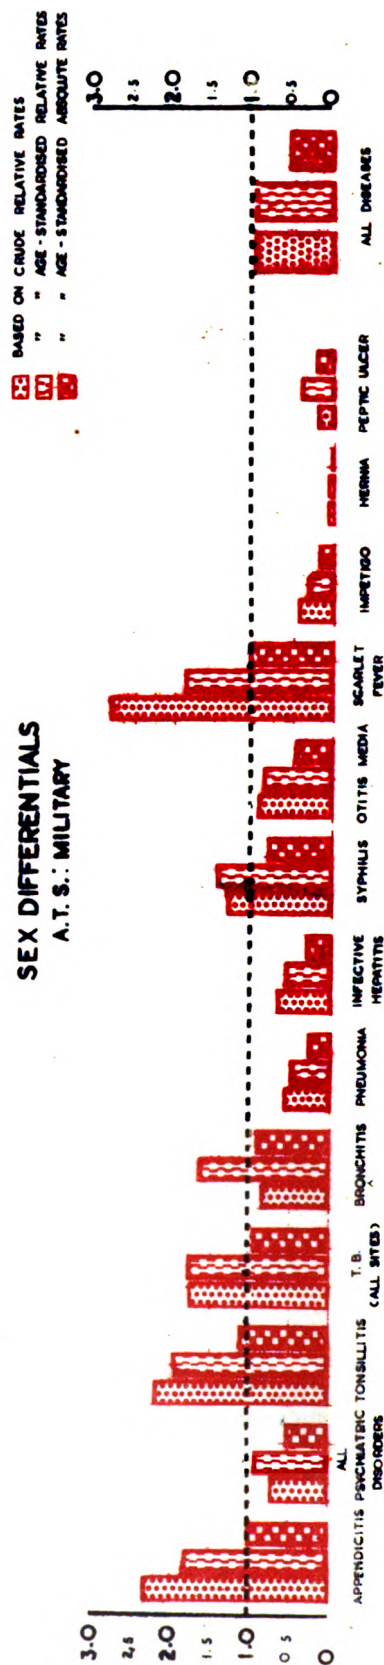 SEX DIFFERENTIALS
A.T.S.: MILITARY
BASED ON CRUDE RELATIVE RATES
" " AGE-STANDARDISED RELATIVE RATES
" " AGE-STANDARDISED ABSOLUTE RATES
3.0
2.5
2.0
1.5
1.0
0.5
0
3.0
2.0
1.5
1.0
0.5
0
APPENDICITIS
PSYCHIATRIC
ALL
DISORDERS
TONSILLITIS
T.B.
(ALL SITES)
BRONCHITIS
PNEUMONIA
INFECTIVE
HEPATITIS
SYPHILIS
OTITIS MEDIA
SCARLET
FEVER
IMPETIGO
HERNIA
PEPTIC ULCER
ALL DISEASES